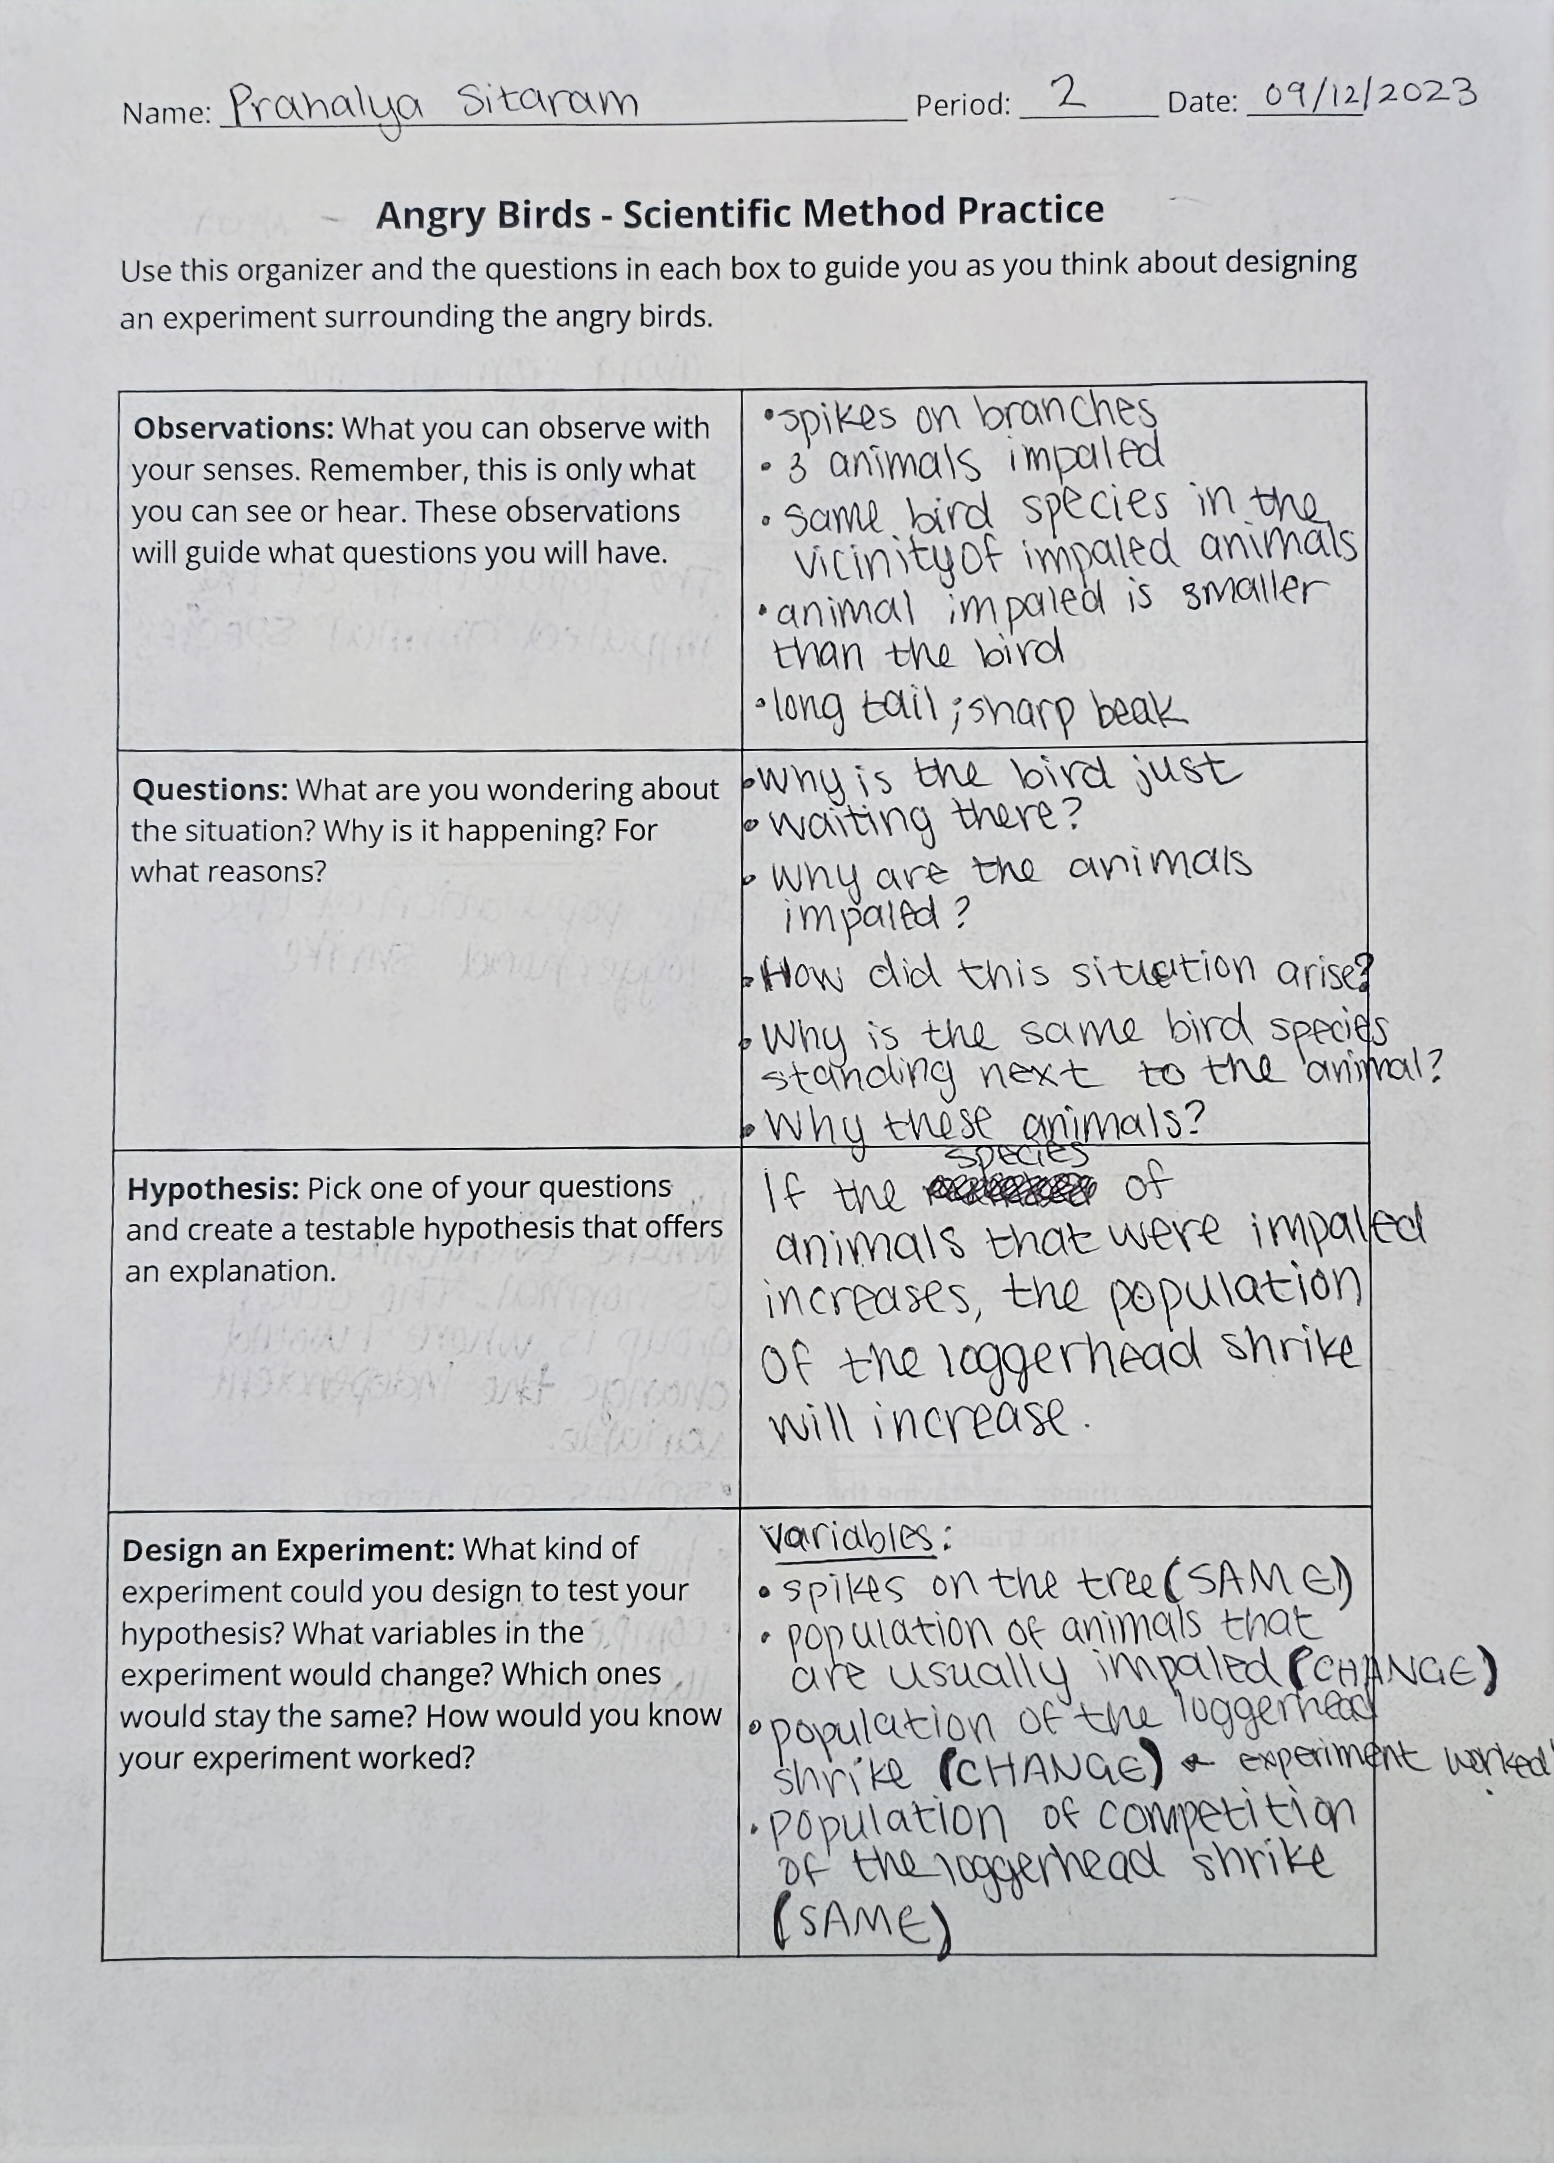 Name: Prahalya Sitaram Period: 2 Date: 09/12/2023
Angry Birds - Scientific Method Practice
Use this organizer and the questions in each box to guide you as you think about designing
an experiment surrounding the angry birds.
Observations: What you can observe with
your senses. Remember, this is only what
you can see or hear. These observations
will guide what questions you will have.
• spikes on branches
• 3 animals impaled
• same bird species in the
vicinity of impaled animals
• animal impaled is smaller
than the bird
• long tail ; sharp beak
Questions: What are you wondering about
the situation? Why is it happening? For
what reasons?
• Why is the bird just
• waiting there?
• Why are the animals
impaled?
• How did this situation arise?
• Why is the same bird species
standing next to the animal?
• Why these animals?
Hypothesis: Pick one of your questions
and create a testable hypothesis that offers
an explanation.
If the species of
animals that were impaled
increases, the population
of the loggerhead shrike
will increase.
Design an Experiment: What kind of
experiment could you design to test your
hypothesis? What variables in the
experiment would change? Which ones
would stay the same? How would you know
your experiment worked?
variables:
• spikes on the tree (SAME)
• population of animals that
are usually impaled (CHANGE)
• population of the loggerhead
shrike (CHANGE) ← experiment worked!
• population of competition
of the loggerhead shrike
(SAME)